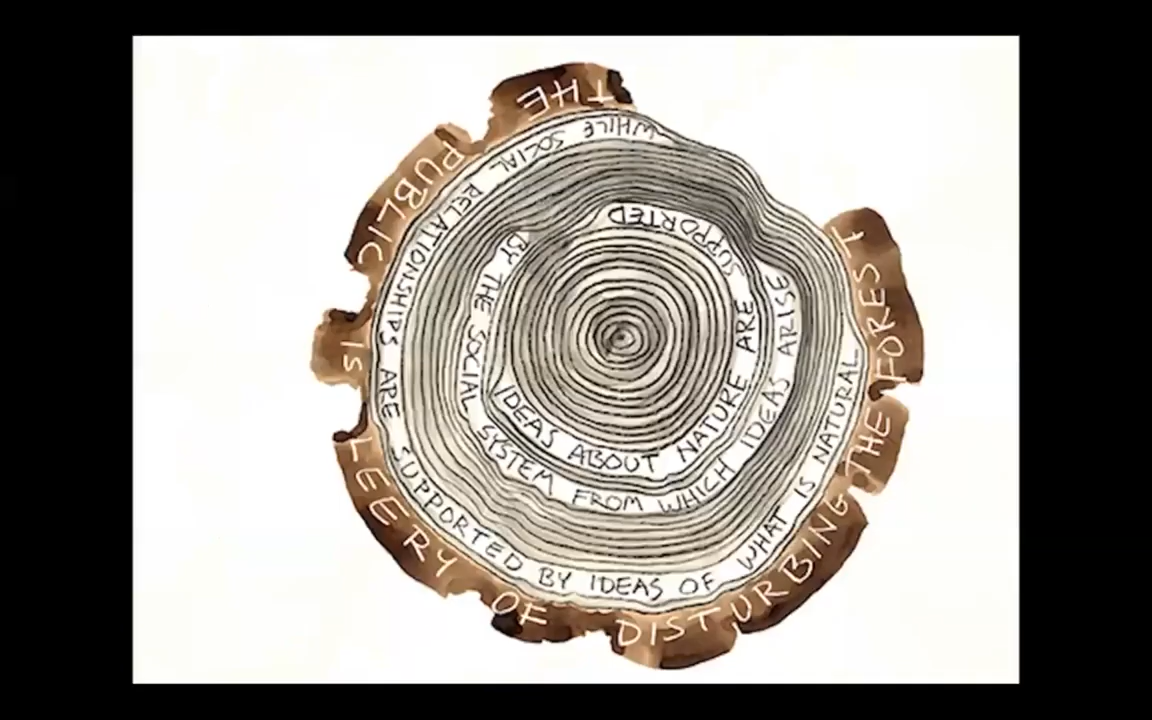 THE PUBLIC IS LEERY OF DISTURBING THE FOREST
WHILE SOCIAL RELATIONSHIPS ARE SUPPORTED BY IDEAS OF WHAT IS NATURAL
IDEAS ABOUT NATURE ARE SUPPORTED BY THE SOCIAL SYSTEM FROM WHICH IDEAS ARISE